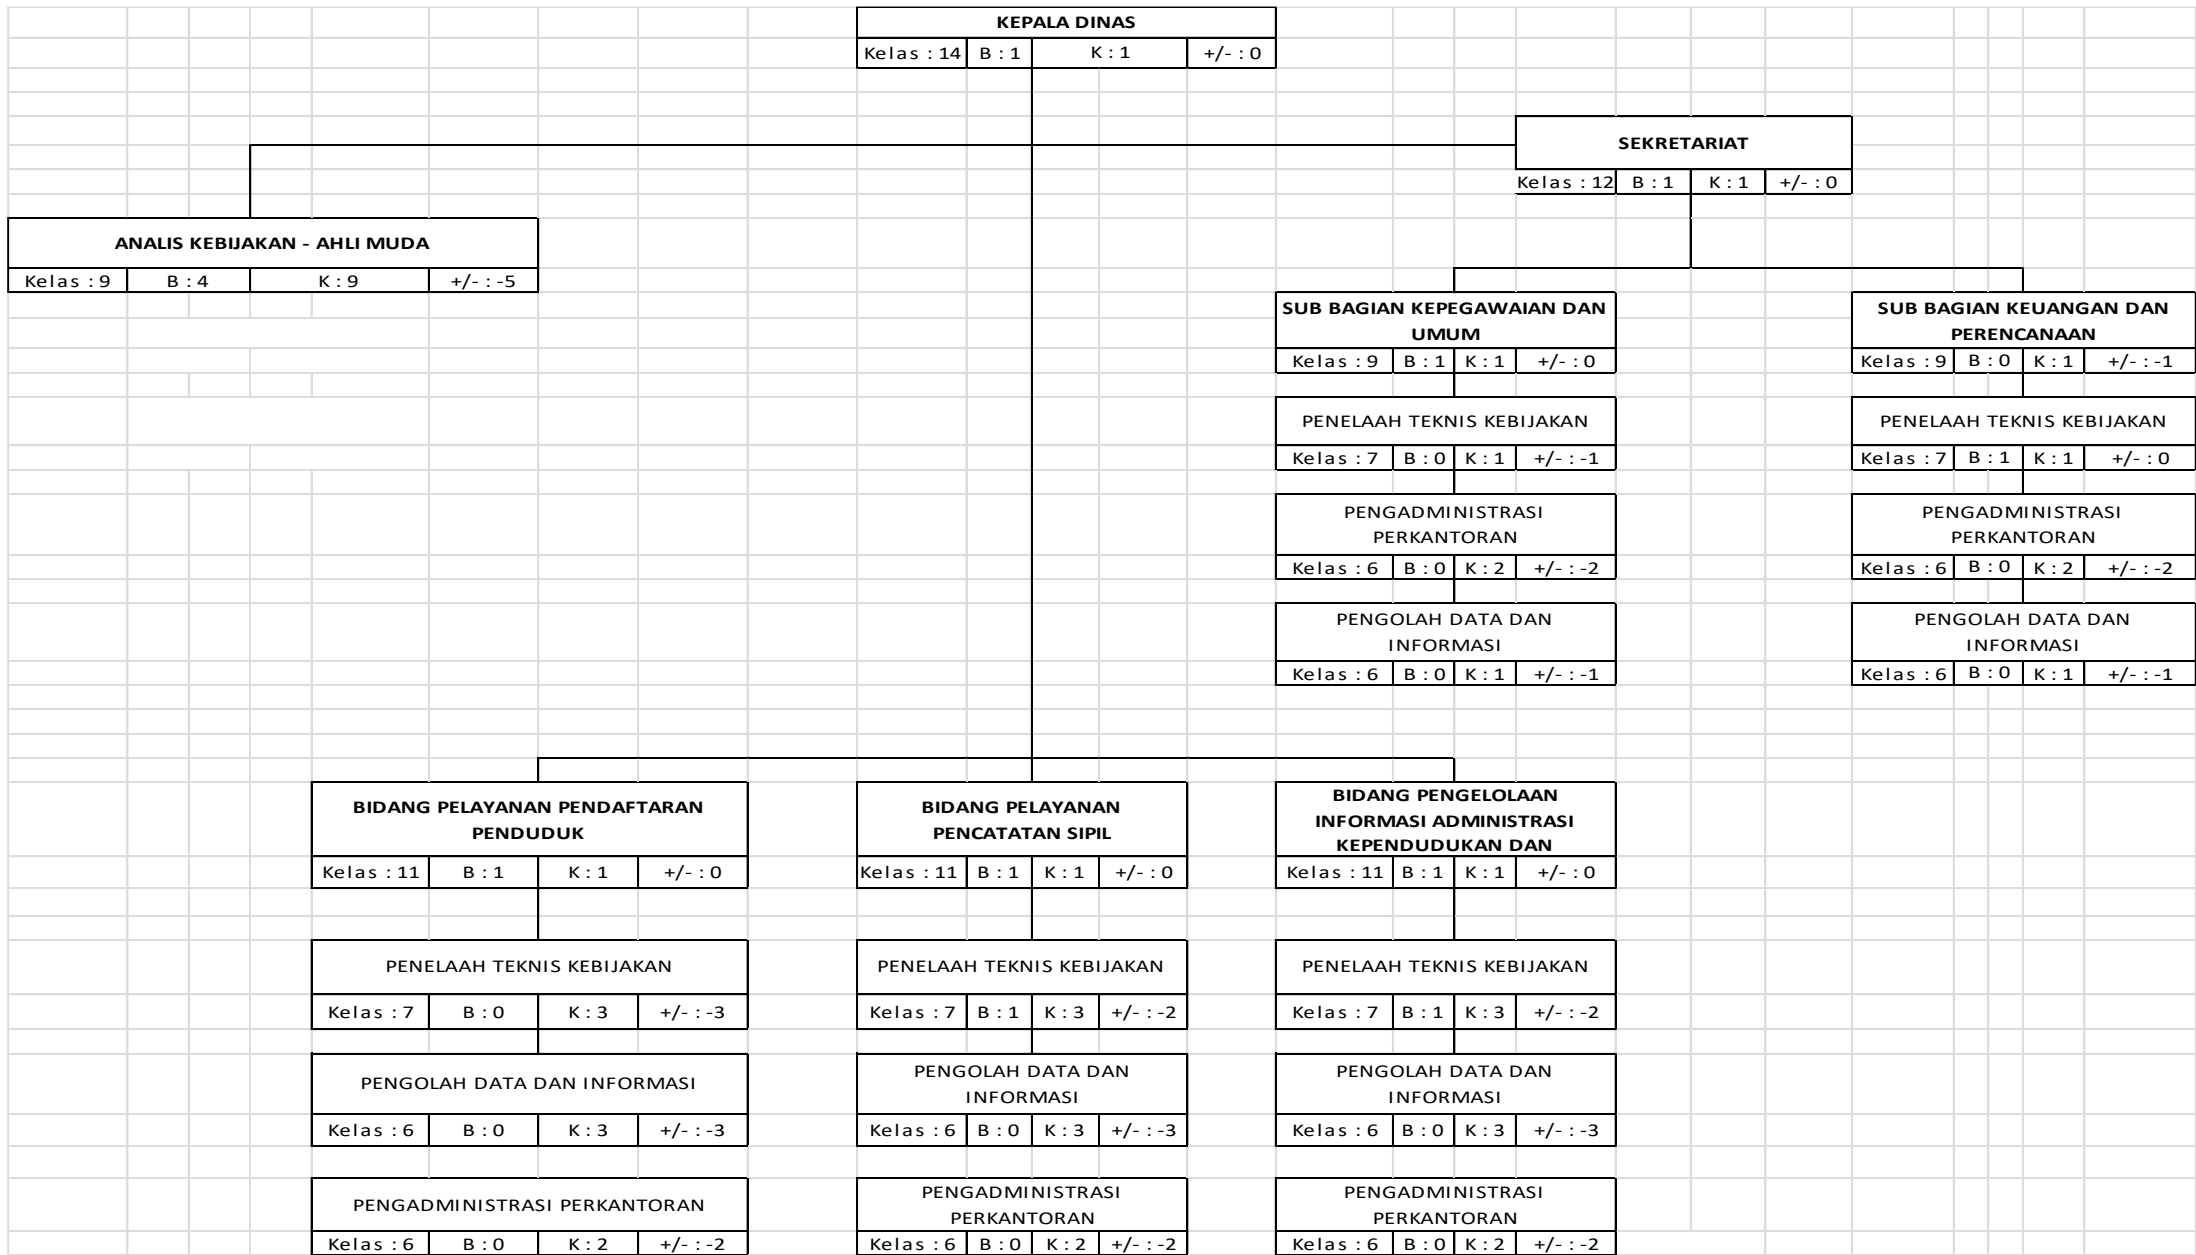 KEPALA DINAS
Kelas : 14 B : 1 K : 1 +/- : 0
SEKRETARIAT
Kelas : 12 B : 1 K : 1 +/- : 0
ANALIS KEBIJAKAN - AHLI MUDA
Kelas : 9 B : 4 K : 9 +/- : -5
SUB BAGIAN KEPEGAWAIAN DAN
UMUM
Kelas : 9 B : 1 K : 1 +/- : 0
SUB BAGIAN KEUANGAN DAN
PERENCANAAN
Kelas : 9 B : 0 K : 1 +/- : -1
PENELAAH TEKNIS KEBIJAKAN
Kelas : 7 B : 0 K : 1 +/- : -1
PENELAAH TEKNIS KEBIJAKAN
Kelas : 7 B : 1 K : 1 +/- : 0
PENGADMINISTRASI
PERKANTORAN
Kelas : 6 B : 0 K : 2 +/- : -2
PENGADMINISTRASI
PERKANTORAN
Kelas : 6 B : 0 K : 2 +/- : -2
PENGOLAH DATA DAN
INFORMASI
Kelas : 6 B : 0 K : 1 +/- : -1
PENGOLAH DATA DAN
INFORMASI
Kelas : 6 B : 0 K : 1 +/- : -1
BIDANG PELAYANAN PENDAFTARAN
PENDUDUK
Kelas : 11 B : 1 K : 1 +/- : 0
BIDANG PELAYANAN
PENCATATAN SIPIL
Kelas : 11 B : 1 K : 1 +/- : 0
BIDANG PENGELOLAAN
INFORMASI ADMINISTRASI
KEPENDUDUKAN DAN
Kelas : 11 B : 1 K : 1 +/- : 0
PENELAAH TEKNIS KEBIJAKAN
Kelas : 7 B : 0 K : 3 +/- : -3
PENELAAH TEKNIS KEBIJAKAN
Kelas : 7 B : 1 K : 3 +/- : -2
PENELAAH TEKNIS KEBIJAKAN
Kelas : 7 B : 1 K : 3 +/- : -2
PENGOLAH DATA DAN INFORMASI
Kelas : 6 B : 0 K : 3 +/- : -3
PENGOLAH DATA DAN
INFORMASI
Kelas : 6 B : 0 K : 3 +/- : -3
PENGOLAH DATA DAN
INFORMASI
Kelas : 6 B : 0 K : 3 +/- : -3
PENGADMINISTRASI PERKANTORAN
Kelas : 6 B : 0 K : 2 +/- : -2
PENGADMINISTRASI
PERKANTORAN
Kelas : 6 B : 0 K : 2 +/- : -2
PENGADMINISTRASI
PERKANTORAN
Kelas : 6 B : 0 K : 2 +/- : -2